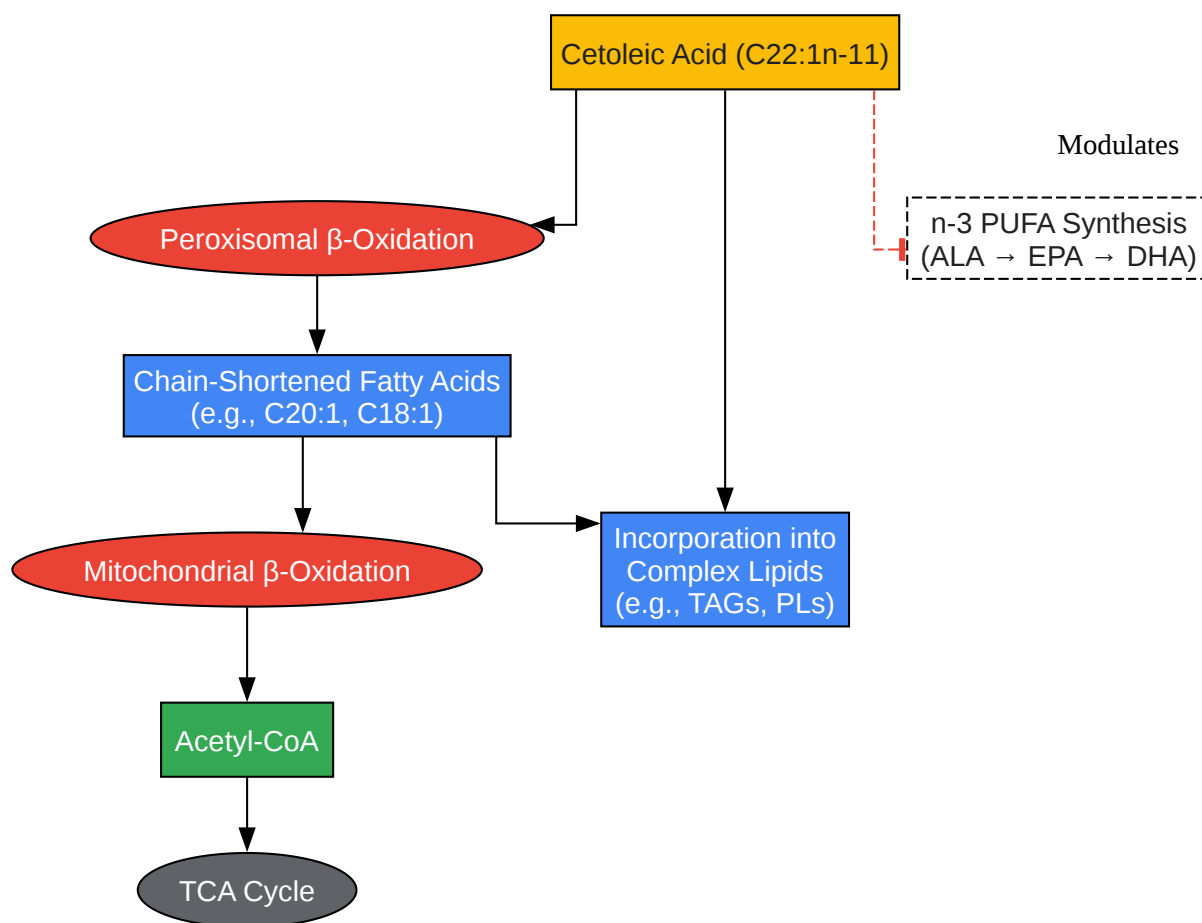 Cetoleic Acid (C22:1n-11)
Modulates
n-3 PUFA Synthesis
(ALA → EPA → DHA)
Peroxisomal β-Oxidation
Chain-Shortened Fatty Acids
(e.g., C20:1, C18:1)
Incorporation into
Complex Lipids
(e.g., TAGs, PLs)
Mitochondrial β-Oxidation
Acetyl-CoA
TCA Cycle